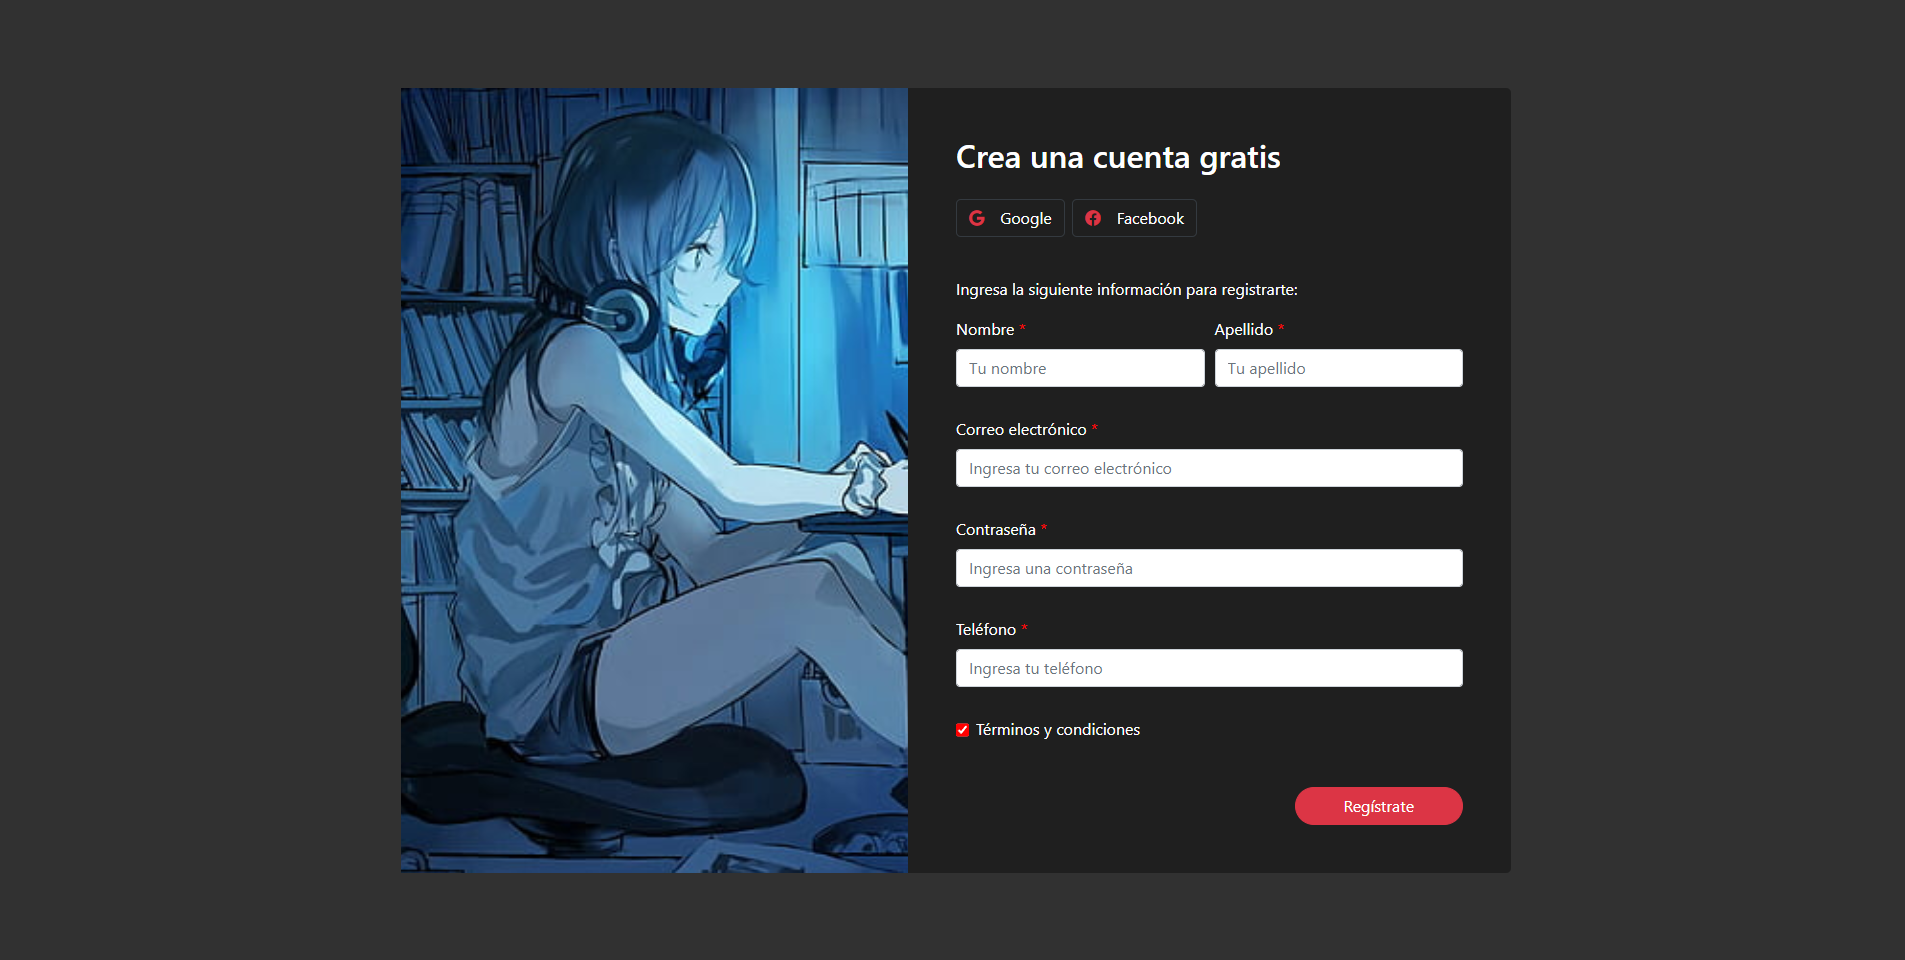 Crea una cuenta gratis
Google Facebook
Ingresa la siguiente información para registrarte:
Nombre * Apellido *
Tu nombre Tu apellido
Correo electrónico *
Ingresa tu correo electrónico
Contraseña *
Ingresa una contraseña
Teléfono *
Ingresa tu teléfono
Términos y condiciones
Regístrate